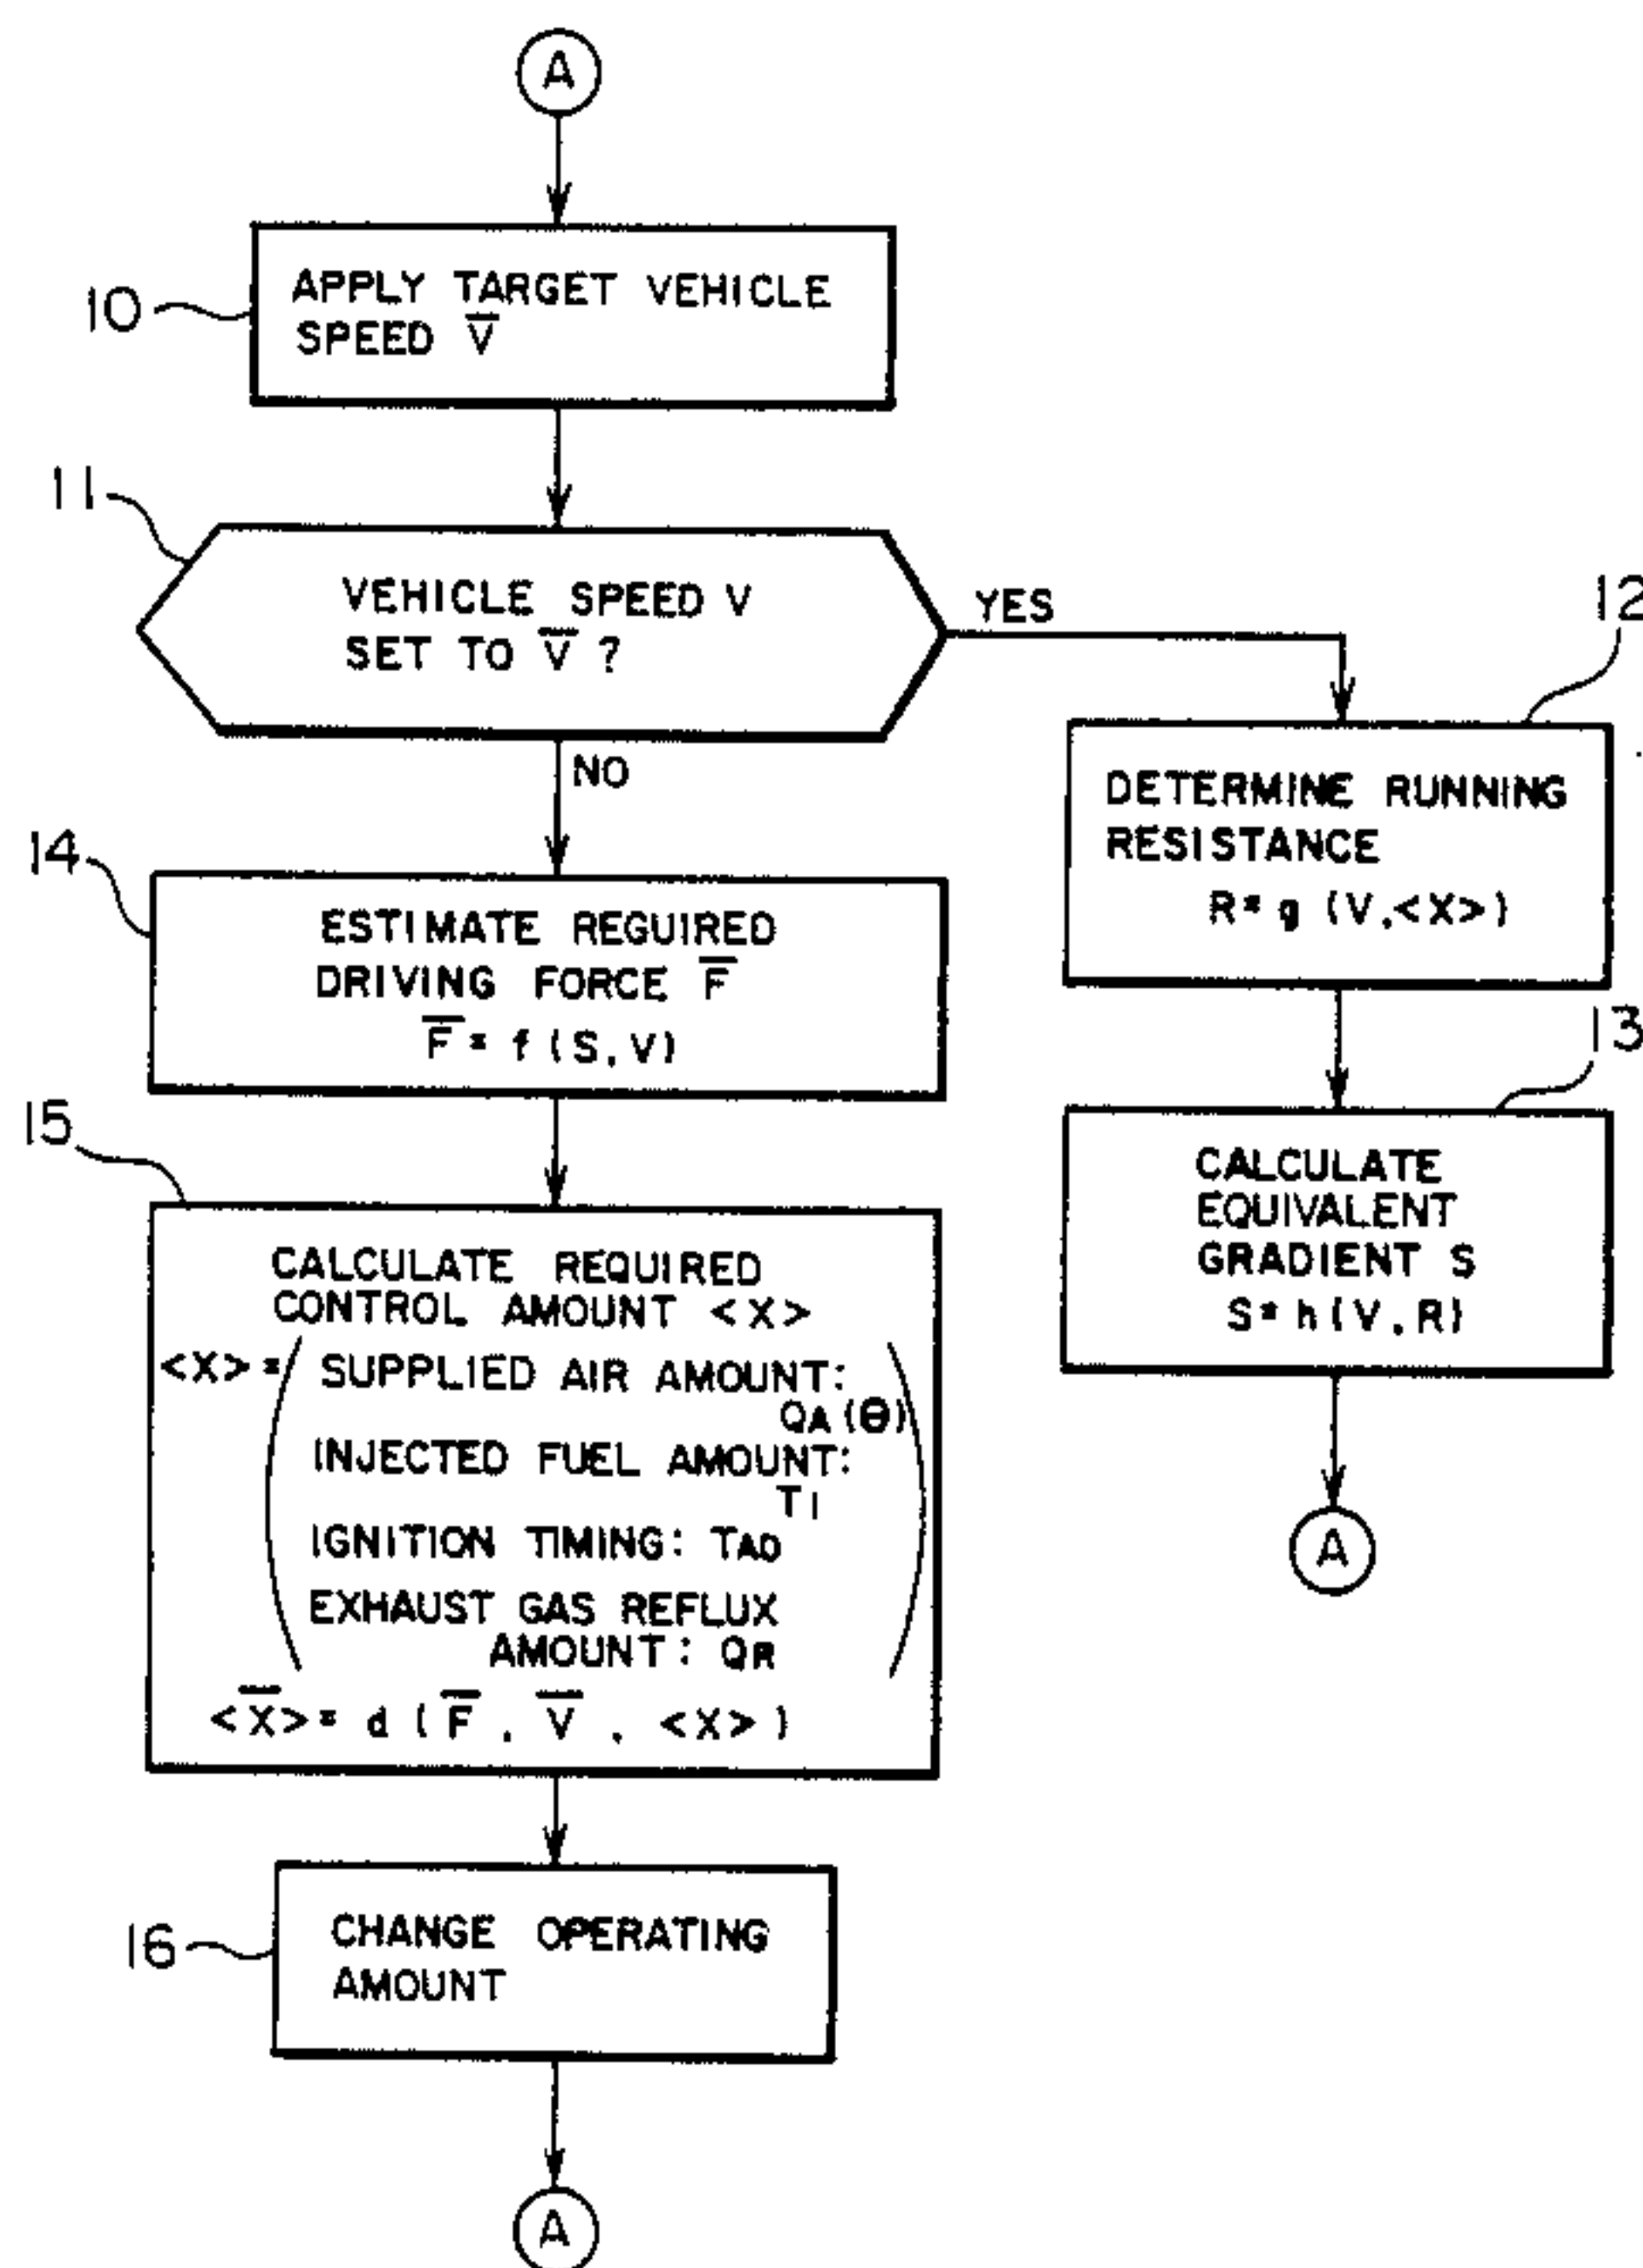 A
10
APPLY TARGET VEHICLE
SPEED V̅
11
VEHICLE SPEED V
SET TO V̅ ?
YES
NO
12
DETERMINE RUNNING
RESISTANCE
R = g (V,<X>)
13
CALCULATE
EQUIVALENT
GRADIENT S
S = h (V, R)
A
14
ESTIMATE REGUIRED
DRIVING FORCE F̅
F̅ = f (S, V)
15
CALCULATE REQUIRED
CONTROL AMOUNT <X>
<X> = SUPPLIED AIR AMOUNT:
QA (Θ)
INJECTED FUEL AMOUNT:
TI
IGNITION TIMING: TAD
EXHAUST GAS REFLUX
AMOUNT: QR
<X̅> = d ( F̅ , V̅ , <X> )
16
CHANGE OPERATING
AMOUNT
A